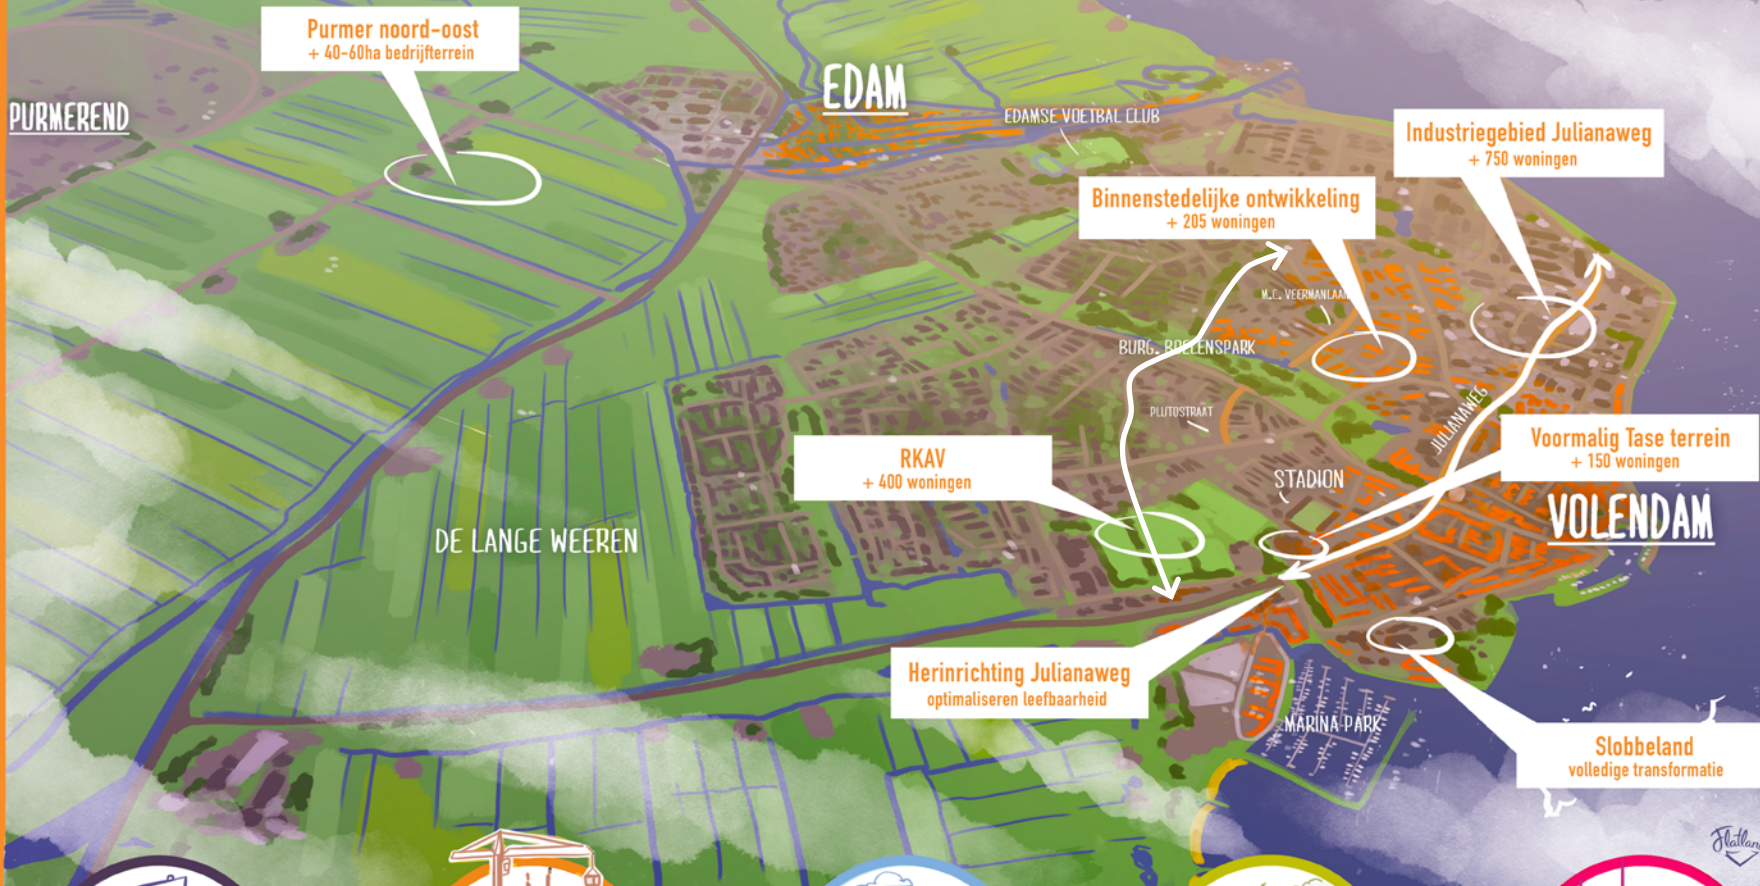 Purmer noord-oost
+ 40-60ha bedrijfterrein
PURMEREND
EDAM
EDAMSE VOETBAL CLUB
Industriegebied Julianaweg
+ 750 woningen
Binnenstedelijke ontwikkeling
+ 205 woningen
M.C. VEERMANLAAN
BURG. BOELENSPARK
PLUTOSTRAAT
JULIANAWEG
RKAV
+ 400 woningen
Voormalig Tase terrein
+ 150 woningen
STADION
VOLENDAM
DE LANGE WEEREN
Herinrichting Julianaweg
optimaliseren leefbaarheid
MARINA PARK
Slobbeland
volledige transformatie